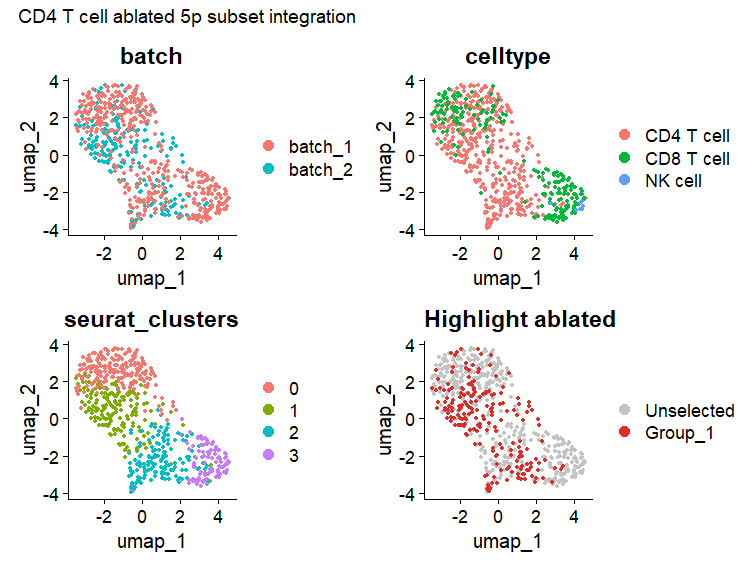 CD4 T cell ablated 5p subset integration
batch
4
2
0
-2
-4
umap_2
-2 0 2 4
umap_1
batch_1
batch_2
celltype
4
2
0
-2
-4
umap_2
-2 0 2 4
umap_1
CD4 T cell
CD8 T cell
NK cell
seurat_clusters
4
2
0
-2
-4
umap_2
-2 0 2 4
umap_1
0
1
2
3
Highlight ablated
4
2
0
-2
-4
umap_2
-2 0 2 4
umap_1
Unselected
Group_1